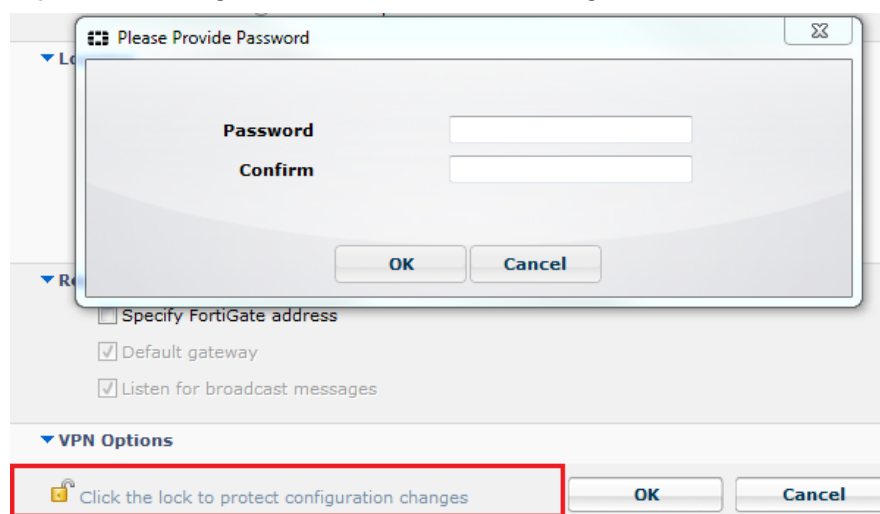 Please Provide Password
Password
Confirm
OK Cancel
Specify FortiGate address
Default gateway
Listen for broadcast messages
VPN Options
Click the lock to protect configuration changes
OK Cancel